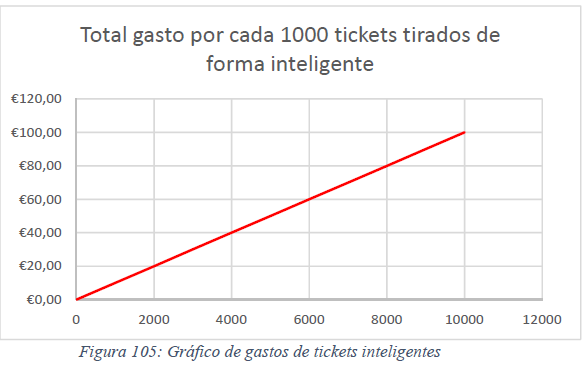 Total gasto por cada 1000 tickets tirados de
forma inteligente
€120,00
€100,00
€80,00
€60,00
€40,00
€20,00
€0,00
0 2000 4000 6000 8000 10000 12000
Figura 105: Gráfico de gastos de tickets inteligentes